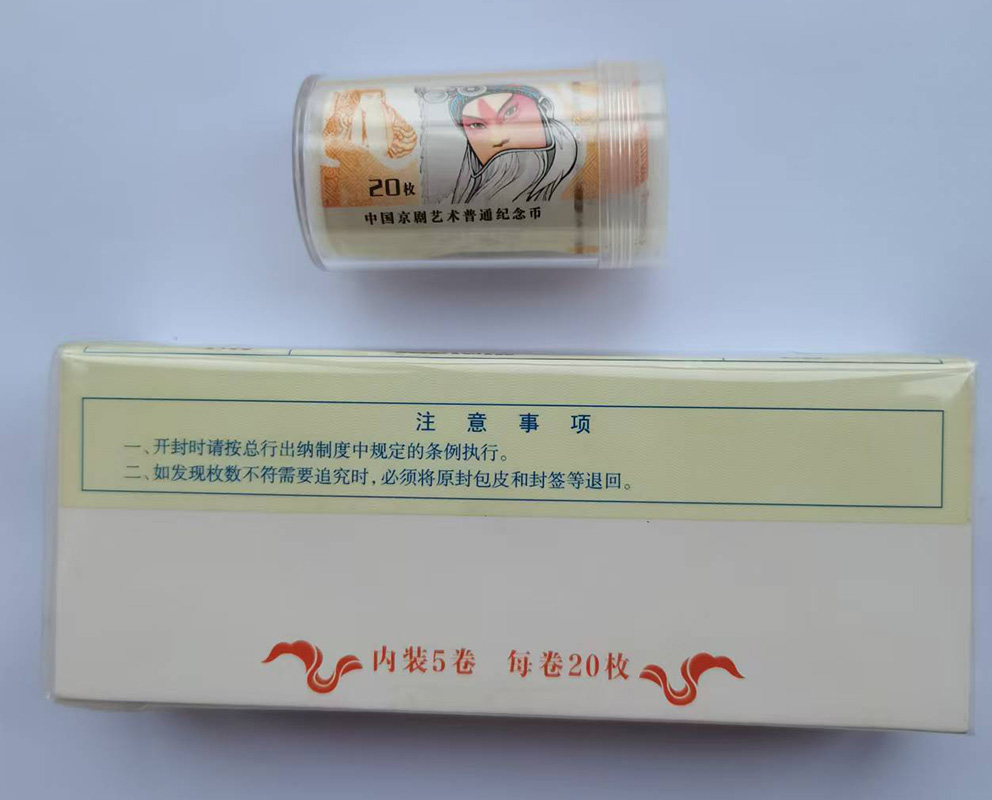 20枚
中国京剧艺术普通纪念币
注意事项
一、开封时请按总行出纳制度中规定的条例执行。
二、如发现枚数不符需要追究时,必须将原封包皮和封签等退回。
内装5卷 每卷20枚